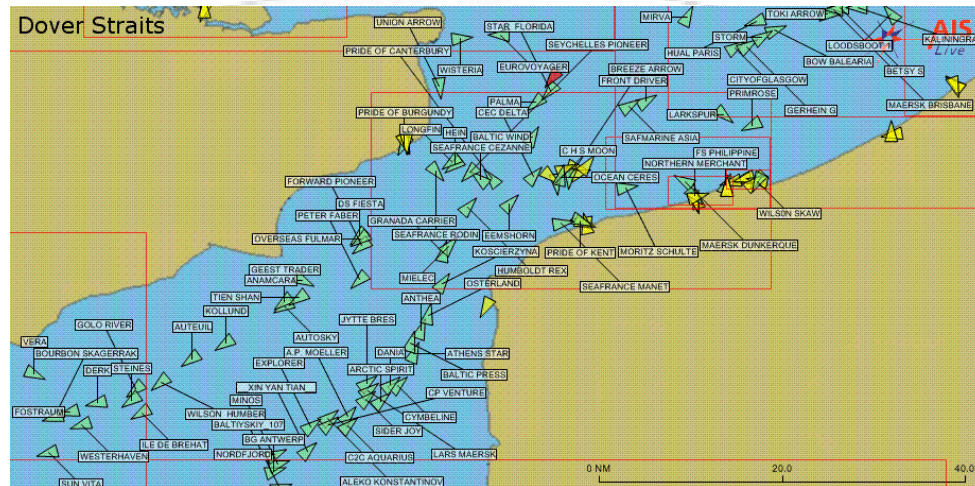 Dover Straits
UNION ARROW
STAR_FLORIDA
MIRVA
TOKI ARROW
AIS
Live
PRIDE OF CANTERBURY
SEYCHELLES PIONEER
STORM
LOODSBOOT 1
KALININGRA
WISTERIA
EUROVOYAGER
BREEZE ARROW
HUAL PARIS
BOW BALEARIA
FRONT DRIVER
CITYOFGLASGOW
BETSY S
PRIDE OF BURGUNDY
PALMA
CEC DELTA
PRIMROSE
GERHEIN G
MAERSK BRISBANE
LARKSPUR
LONGFIN
HEIN
BALTIC WIND
SAFMARINE ASIA
SEAFRANCE CEZANNE
C H S MOON
FS PHILIPPINE
NORTHERN MERCHANT
FORWARD PIONEER
OCEAN CERES
DS FIESTA
PETER FABER
GRANADA CARRIER
WILSON SKAW
OVERSEAS FULMAR
SEAFRANCE RODIN
EEMSHORN
MAERSK DUNKERQUE
KOSCIERZYNA
PRIDE OF KENT
MORITZ SCHULTE
GEEST TRADER
ANAMCARA
MIELEC
HUMBOLDT REX
OSTERLAND
SEAFRANCE MANET
TIEN SHAN
ANTHEA
KOLLUND
GOLO RIVER
AUTEUIL
JYTTE BRES
VERA
AUTOSKY
BOURBON SKAGERRAK
A.P. MOELLER
DANIA
ATHENS STAR
DERK
STEINES
EXPLORER
ARCTIC SPIRIT
BALTIC PRESS
XIN YAN TIAN
CP VENTURE
MINOS
FOSTRAUM
WILSON HUMBER
BALTIYSKIY_107
CYMBELINE
BG ANTWERP
SIDER JOY
ILE DE BREHAT
WESTERHAVEN
NORDFJORD
C2C AQUARIUS
LARS MAERSK
SUN VITA
ALEKO KONSTANTINOV
0 NM
20.0
40.0